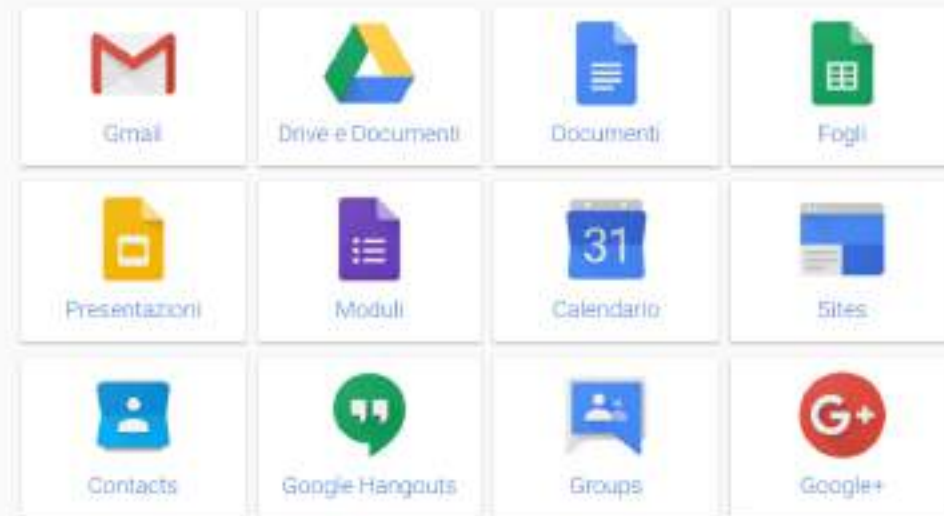 Gmail
Drive e Documenti
Documenti
Fogli
Presentazioni
Moduli
31
Calendario
Sites
Contacts
Google Hangouts
Groups
G+
Google+